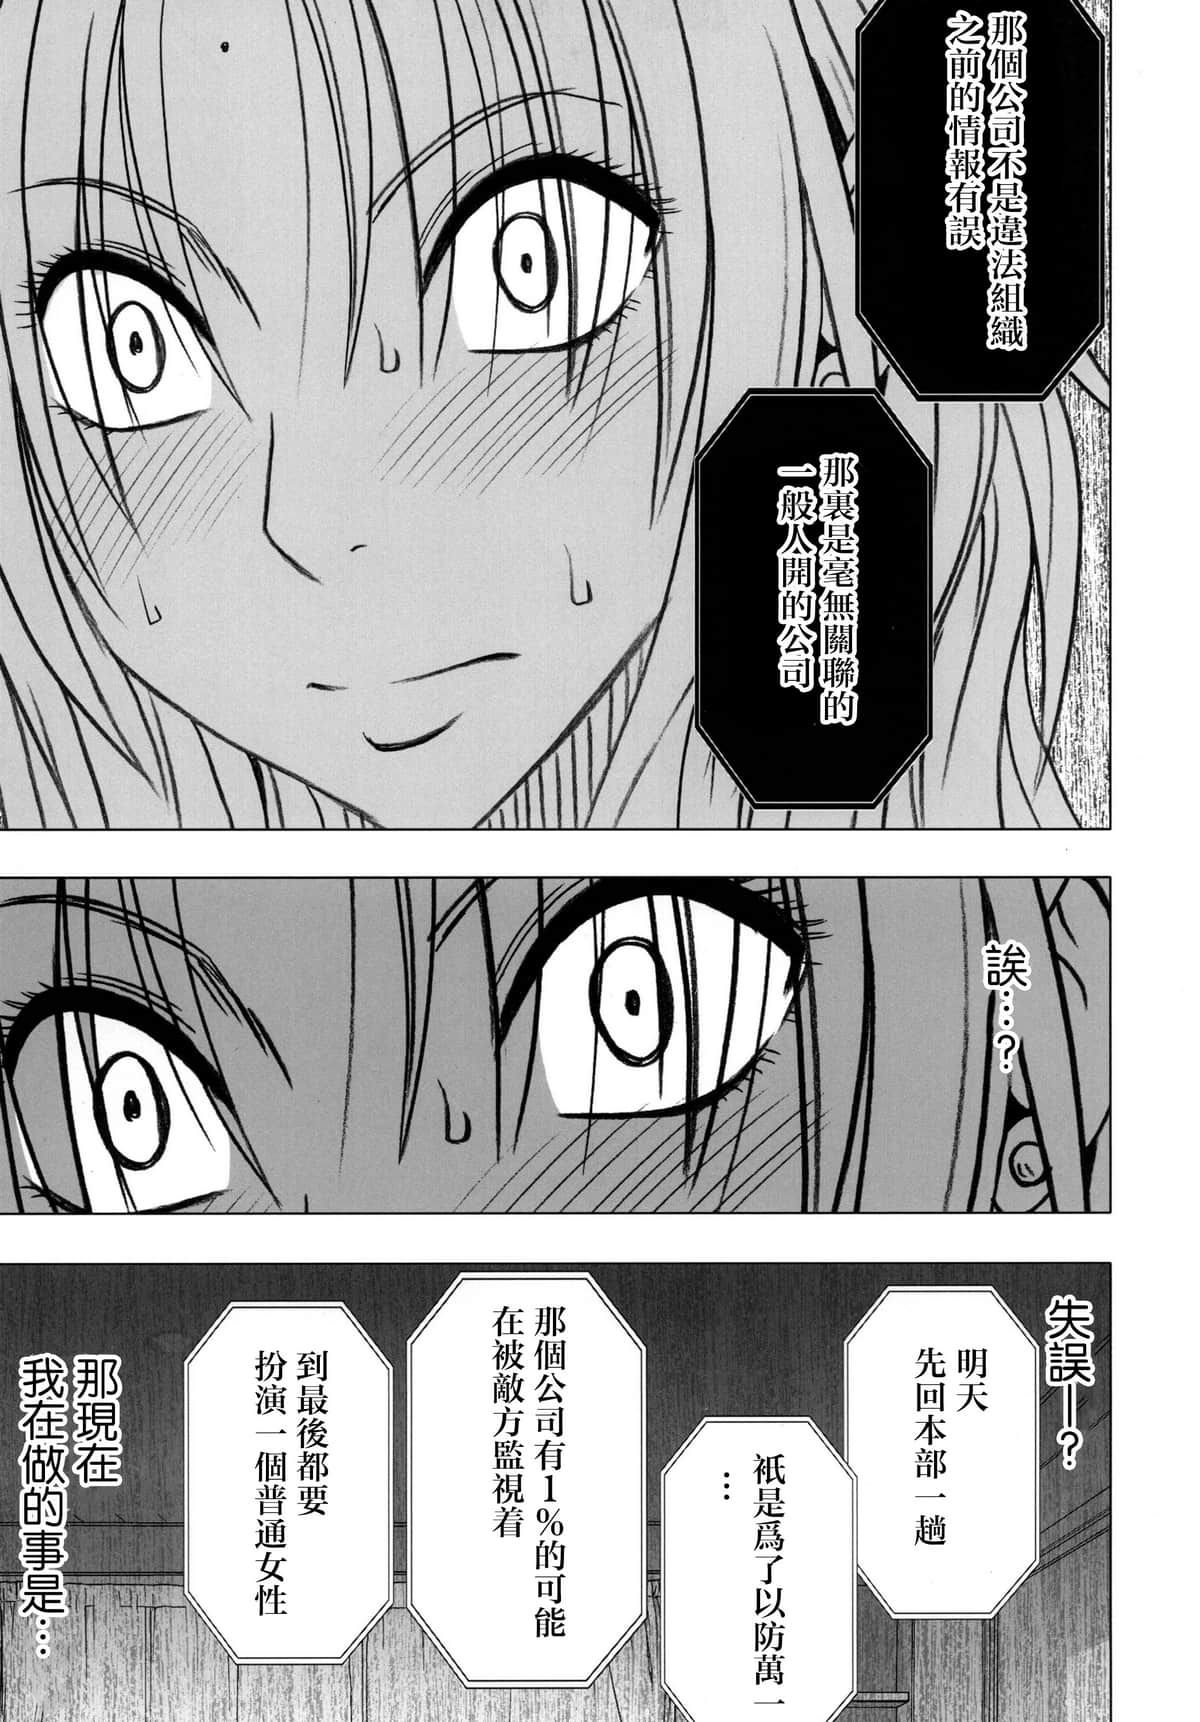 那個公司不是違法組織
之前的情報有誤
那裏是毫無關聯的
一般人開的公司
誒…?
失誤—?
明天
先回本部一趟
祇是爲了以防萬一
…
那個公司有1%的可能
在被敵方監視着
到最後都要
扮演一個普通女性
那現在
我在做的事是…